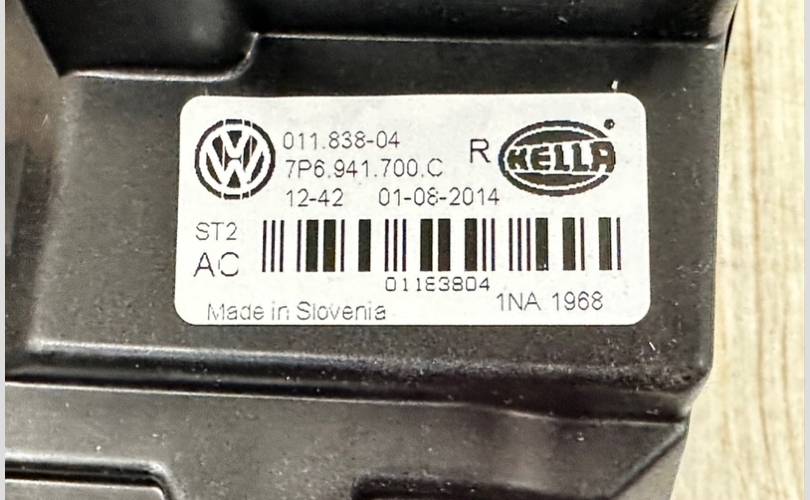 011.838-04
7P6.941.700.C
R HELLA
12-42 01-08-2014
ST2
AC
01183804
Made in Slovenia
1NA 1968